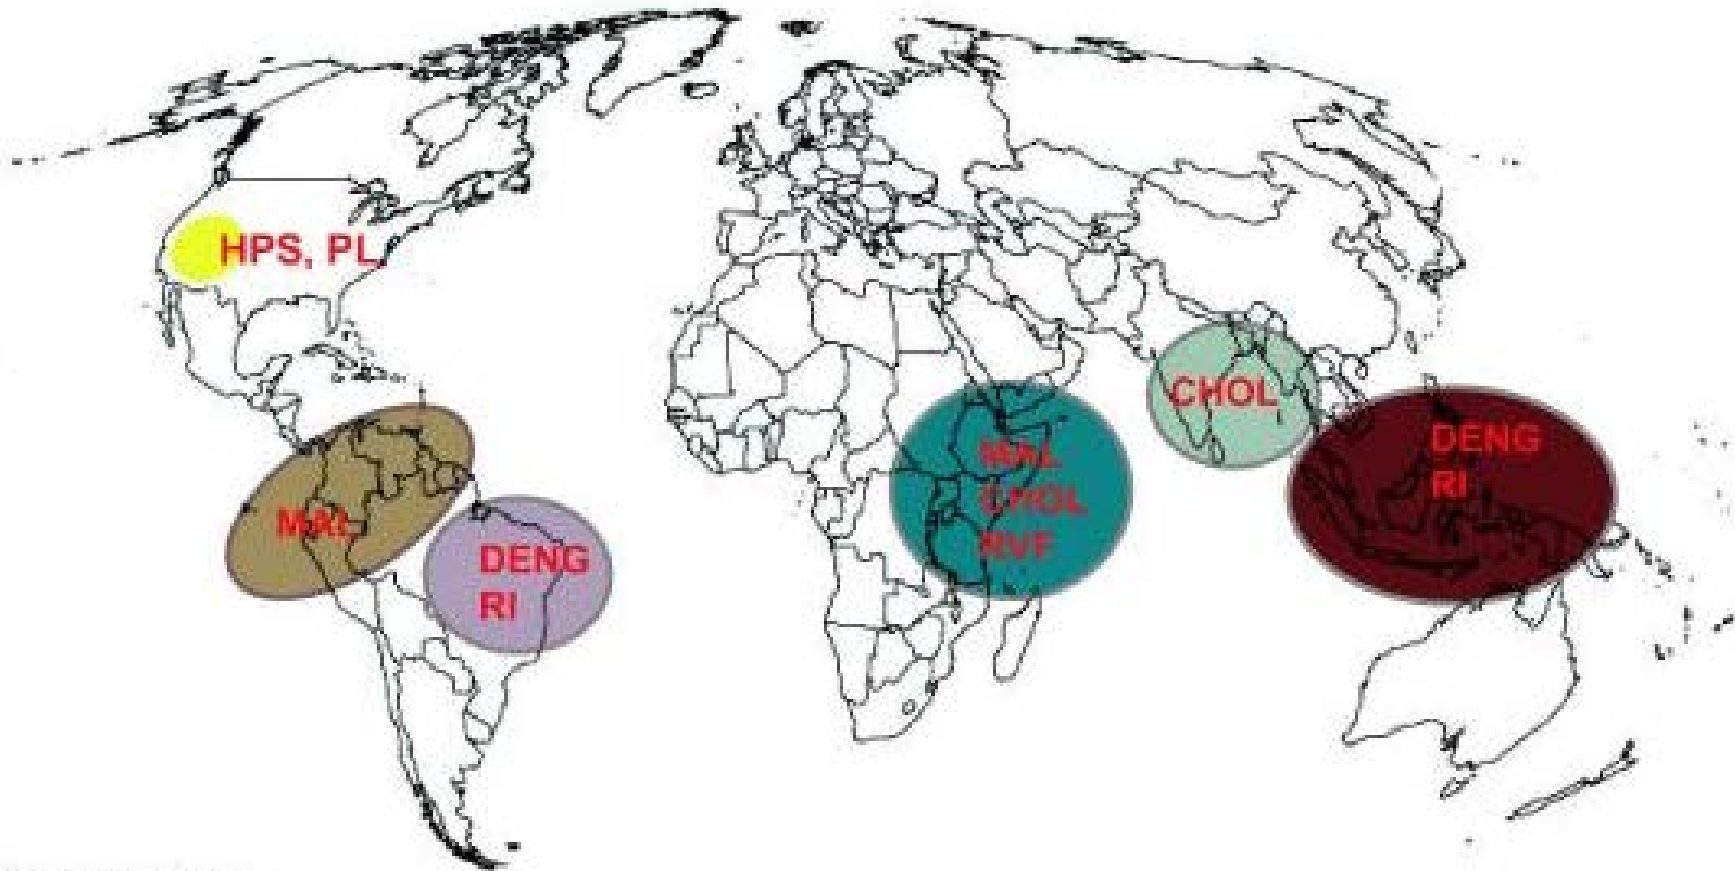 HPS, PL
MAL
DENG
RI
MAL
CHOL
RVF
CHOL
DENG
RI